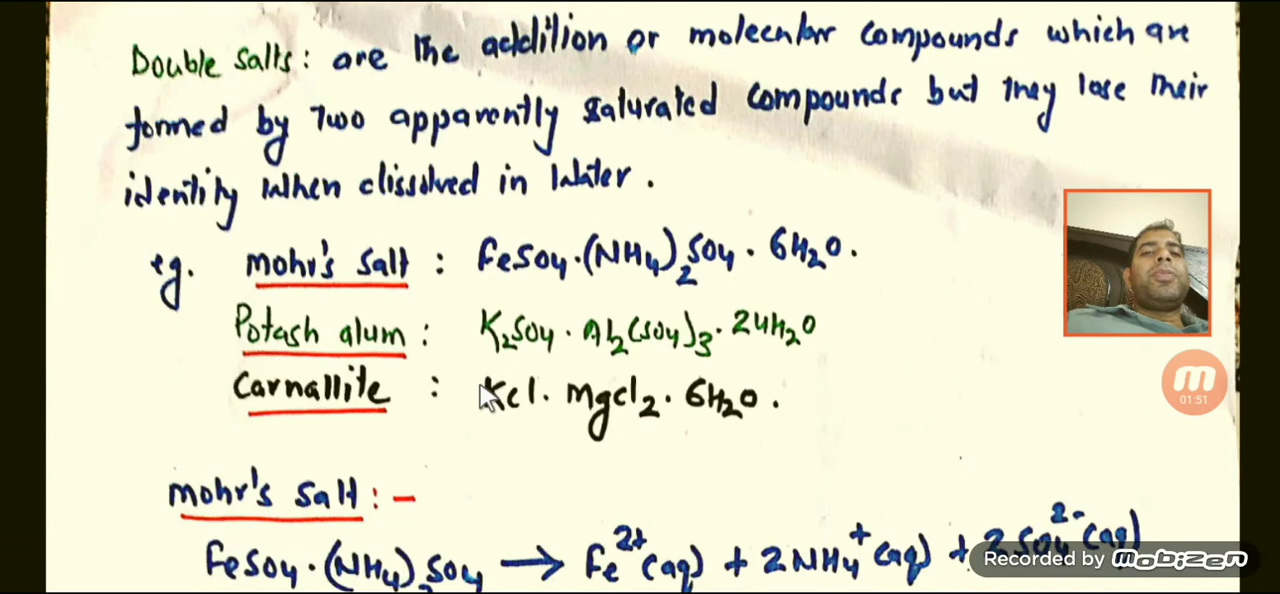 Double Salts: are the addition or molecular compounds which are
formed by two apparently saturated compounds but they lose their
identity when dissolved in water.
eg. Mohr's Salt : FeSO4·(NH4)2SO4·6H2O.
Potash alum: K2SO4·Al2(SO4)3·24H2O
Carnallite : KCl·MgCl2·6H2O.
M
01:51
Mohr's Salt:-
FeSO4·(NH4)2SO4 → Fe2+(aq) + 2NH4+(aq) + 2SO42-(aq)
Recorded by Mobizen